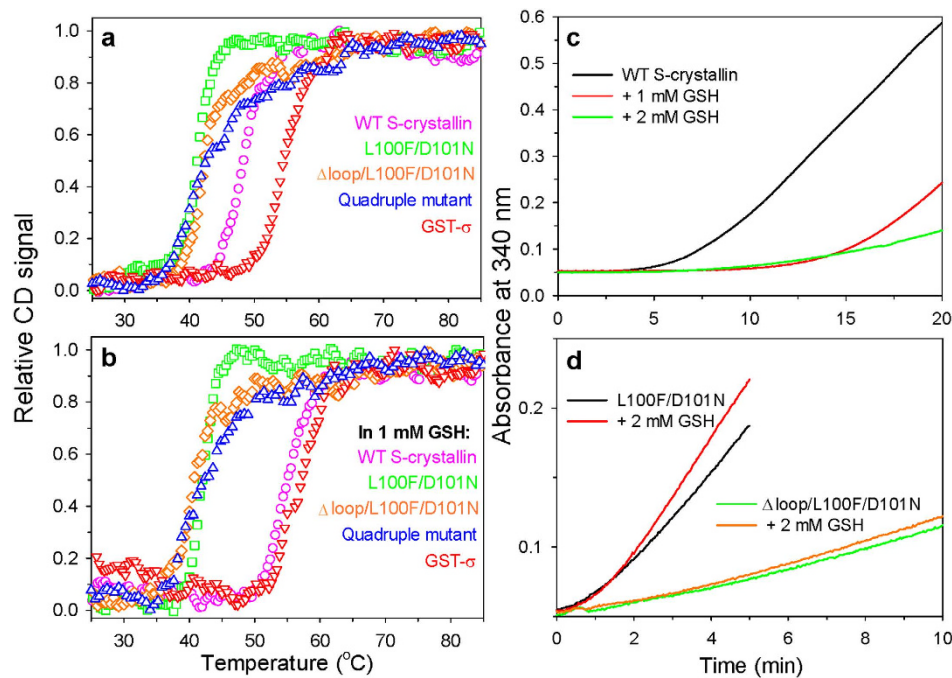 a
1.0
0.8
0.6
0.4
0.2
0.0
30
40
50
60
70
80
WT S-crystallin
L100F/D101N
Δloop/L100F/D101N
Quadruple mutant
GST-σ
Relative CD signal
b
1.0
0.8
0.6
0.4
0.2
0.0
In 1 mM GSH:
WT S-crystallin
L100F/D101N
Δloop/L100F/D101N
Quadruple mutant
GST-σ
30
40
50
60
70
80
Temperature (°C)
c
0.6
0.5
0.3
0.2
0.1
0.0
WT S-crystallin
+ 1 mM GSH
+ 2 mM GSH
0
5
10
15
20
Absorbance at 340 nm
d
0.2
0.1
L100F/D101N
+ 2 mM GSH
Δloop/L100F/D101N
+ 2 mM GSH
0
2
4
6
8
10
Time (min)